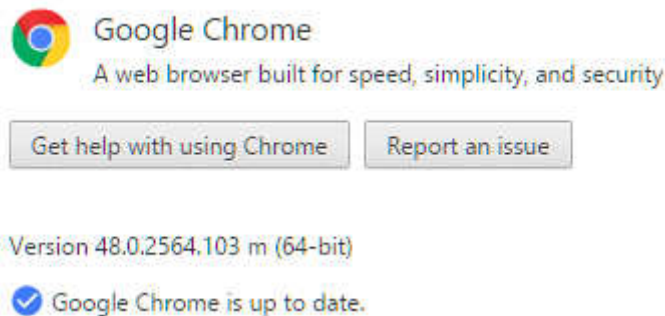 Google Chrome
A web browser built for speed, simplicity, and security
Get help with using Chrome
Report an issue
Version 48.0.2564.103 m (64-bit)
Google Chrome is up to date.